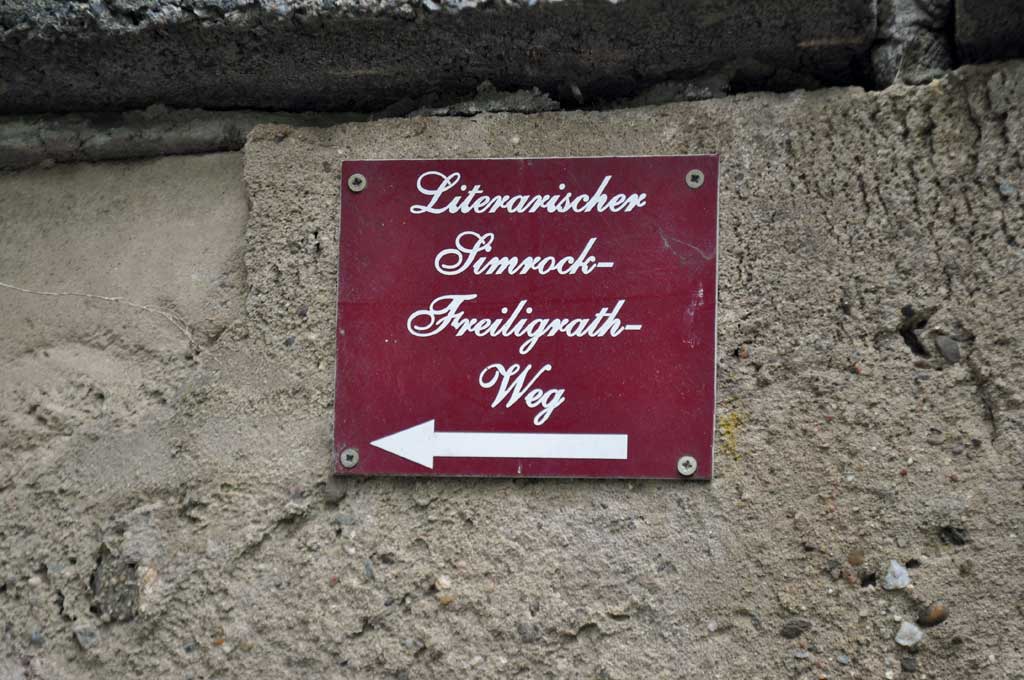 Literarischer
Simrock-
Freiligrath-
Weg